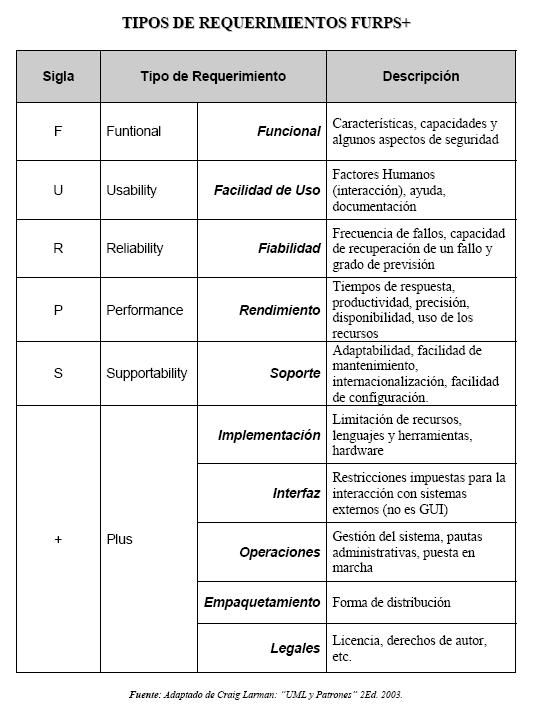 TIPOS DE REQUERIMIENTOS FURPS+
Sigla
Tipo de Requerimiento
Descripción
F
Funtional
Funcional
Características, capacidades y
algunos aspectos de seguridad
U
Usability
Facilidad de Uso
Factores Humanos
(interacción), ayuda,
documentación
R
Reliability
Fiabilidad
Frecuencia de fallos, capacidad
de recuperación de un fallo y
grado de previsión
P
Performance
Rendimiento
Tiempos de respuesta,
productividad, precisión,
disponibilidad, uso de los
recursos
S
Supportability
Soporte
Adaptabilidad, facilidad de
mantenimiento,
internacionalización, facilidad
de configuración.
+
Plus
Implementación
Limitación de recursos,
lenguajes y herramientas,
hardware
Interfaz
Restricciones impuestas para la
interacción con sistemas
externos (no es GUI)
Operaciones
Gestión del sistema, pautas
administrativas, puesta en
marcha
Empaquetamiento
Forma de distribución
Legales
Licencia, derechos de autor,
etc.
Fuente: Adaptado de Craig Larman: "UML y Patrones" 2Ed. 2003.